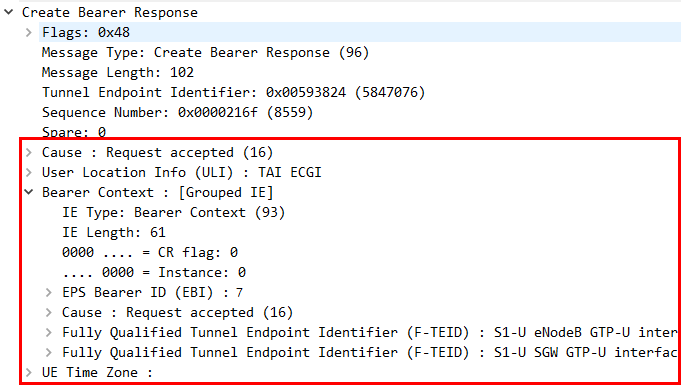 Create Bearer Response
Flags: 0x48
Message Type: Create Bearer Response (96)
Message Length: 102
Tunnel Endpoint Identifier: 0x00593824 (5847076)
Sequence Number: 0x0000216f (8559)
Spare: 0
Cause : Request accepted (16)
User Location Info (ULI) : TAI ECGI
Bearer Context : [Grouped IE]
IE Type: Bearer Context (93)
IE Length: 61
0000 .... = CR flag: 0
.... 0000 = Instance: 0
EPS Bearer ID (EBI) : 7
Cause : Request accepted (16)
Fully Qualified Tunnel Endpoint Identifier (F-TEID) : S1-U eNodeB GTP-U inter
Fully Qualified Tunnel Endpoint Identifier (F-TEID) : S1-U SGW GTP-U interfac
UE Time Zone :